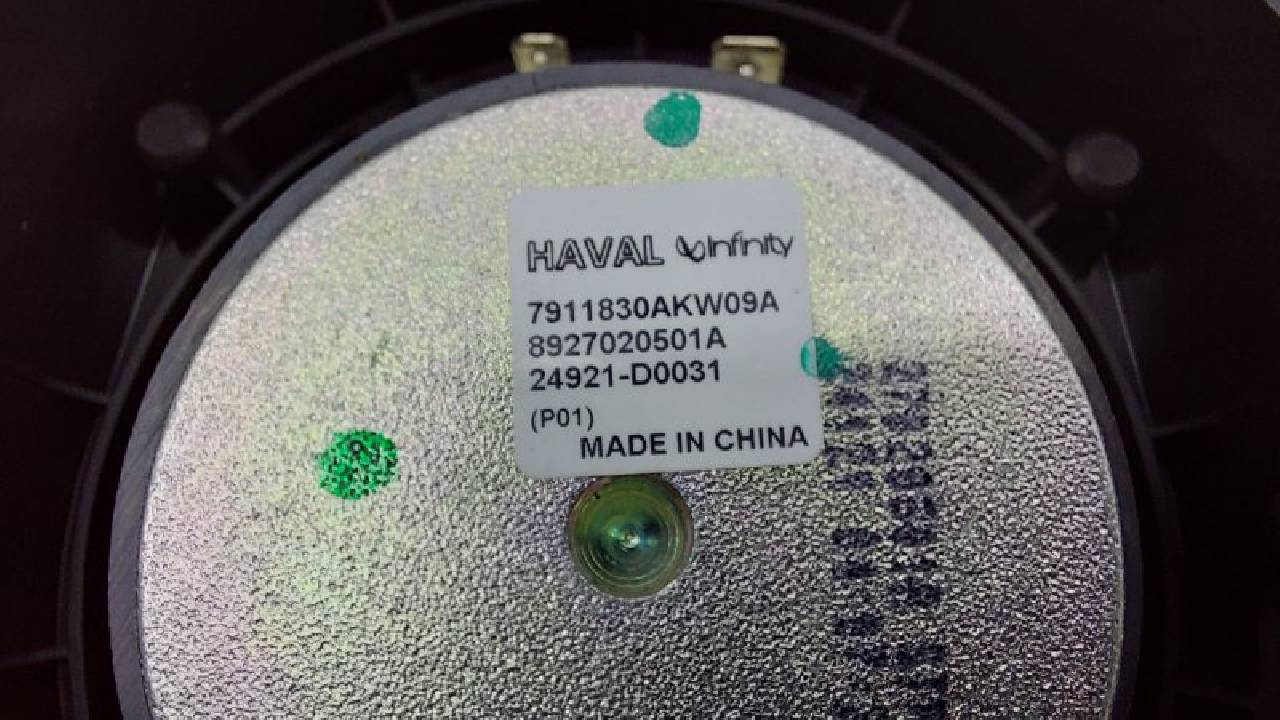 HAVAL Infinity
7911830AKW09A
8927020501A
24921-D0031
(P01)
MADE IN CHINA